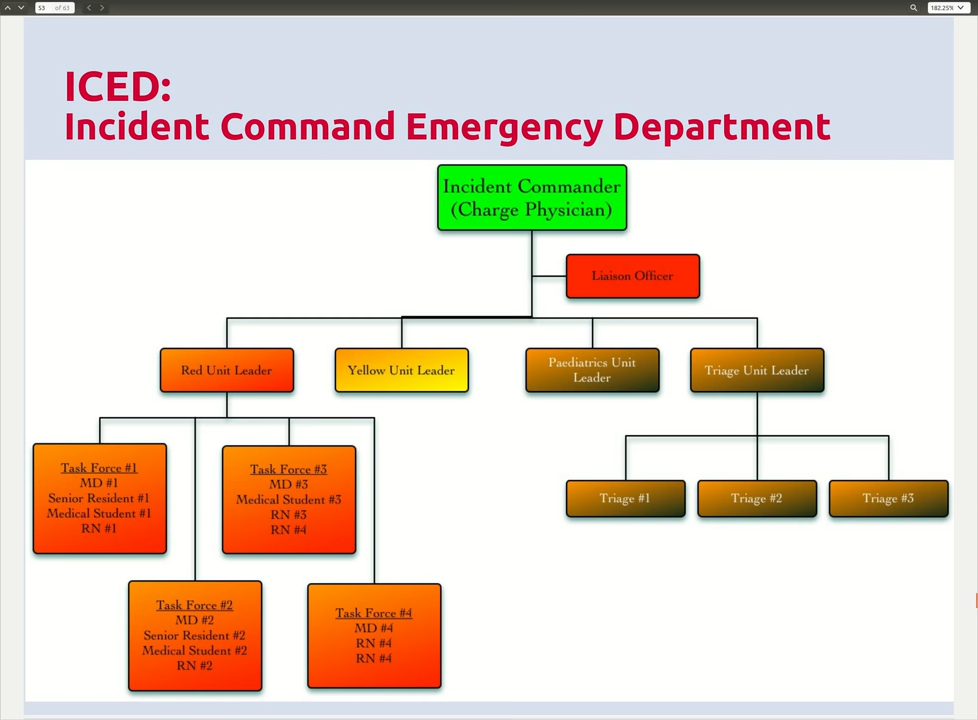 53 of 63
182.25%
ICED:
Incident Command Emergency Department
Incident Commander
(Charge Physician)
Liaison Officer
Red Unit Leader
Yellow Unit Leader
Paediatrics Unit
Leader
Triage Unit Leader
Task Force #1
MD #1
Senior Resident #1
Medical Student #1
RN #1
Task Force #3
MD #3
Medical Student #3
RN #3
RN #4
Triage #1
Triage #2
Triage #3
Task Force #2
MD #2
Senior Resident #2
Medical Student #2
RN #2
Task Force #4
MD #4
RN #4
RN #4